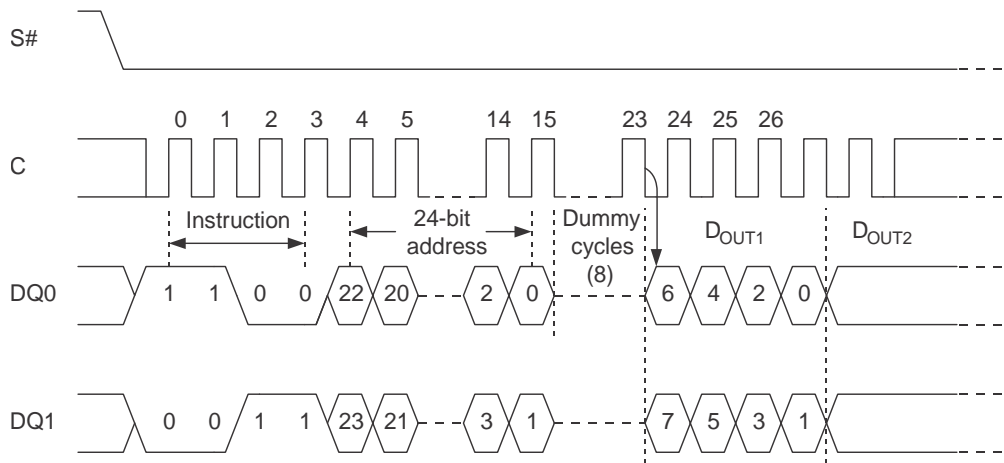 S#
0 1 2 3 4 5 14 15 23 24 25 26
C
Instruction
24-bit
address
Dummy
cycles
(8)
DOUT1 DOUT2
DQ0 1 1 0 0 22 20 2 0 6 4 2 0
DQ1 0 0 1 1 23 21 3 1 7 5 3 1